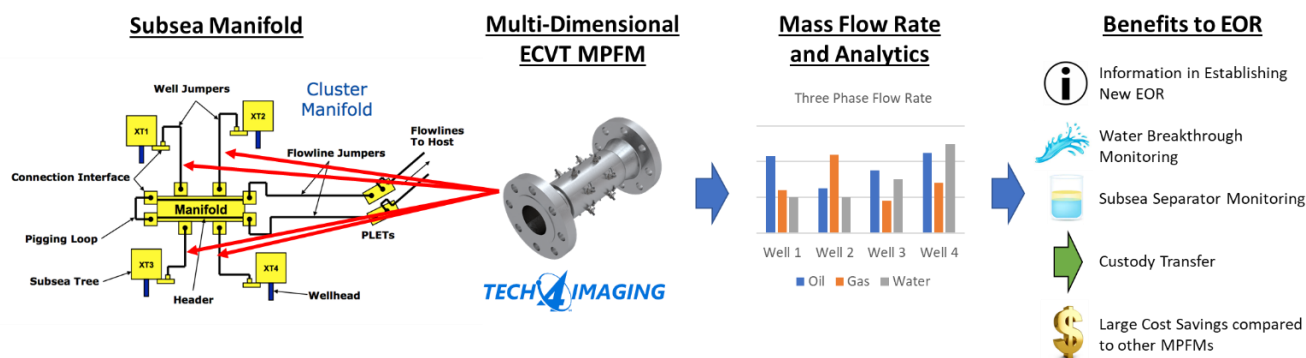 Subsea Manifold
Well Jumpers
Cluster
Manifold
XT1
XT2
Flowlines
To Host
Flowline Jumpers
Connection Interface
Manifold
Pigging Loop
PLETs
XT3
XT4
Subsea Tree
Header
Wellhead
Multi-Dimensional
ECVT MPFM
TECH4IMAGING
Mass Flow Rate
and Analytics
Three Phase Flow Rate
Well 1 Well 2 Well 3 Well 4
Oil Gas Water
Benefits to EOR
i
Information in Establishing
New EOR
Water Breakthrough
Monitoring
Subsea Separator Monitoring
Custody Transfer
$
Large Cost Savings compared
to other MPFMs